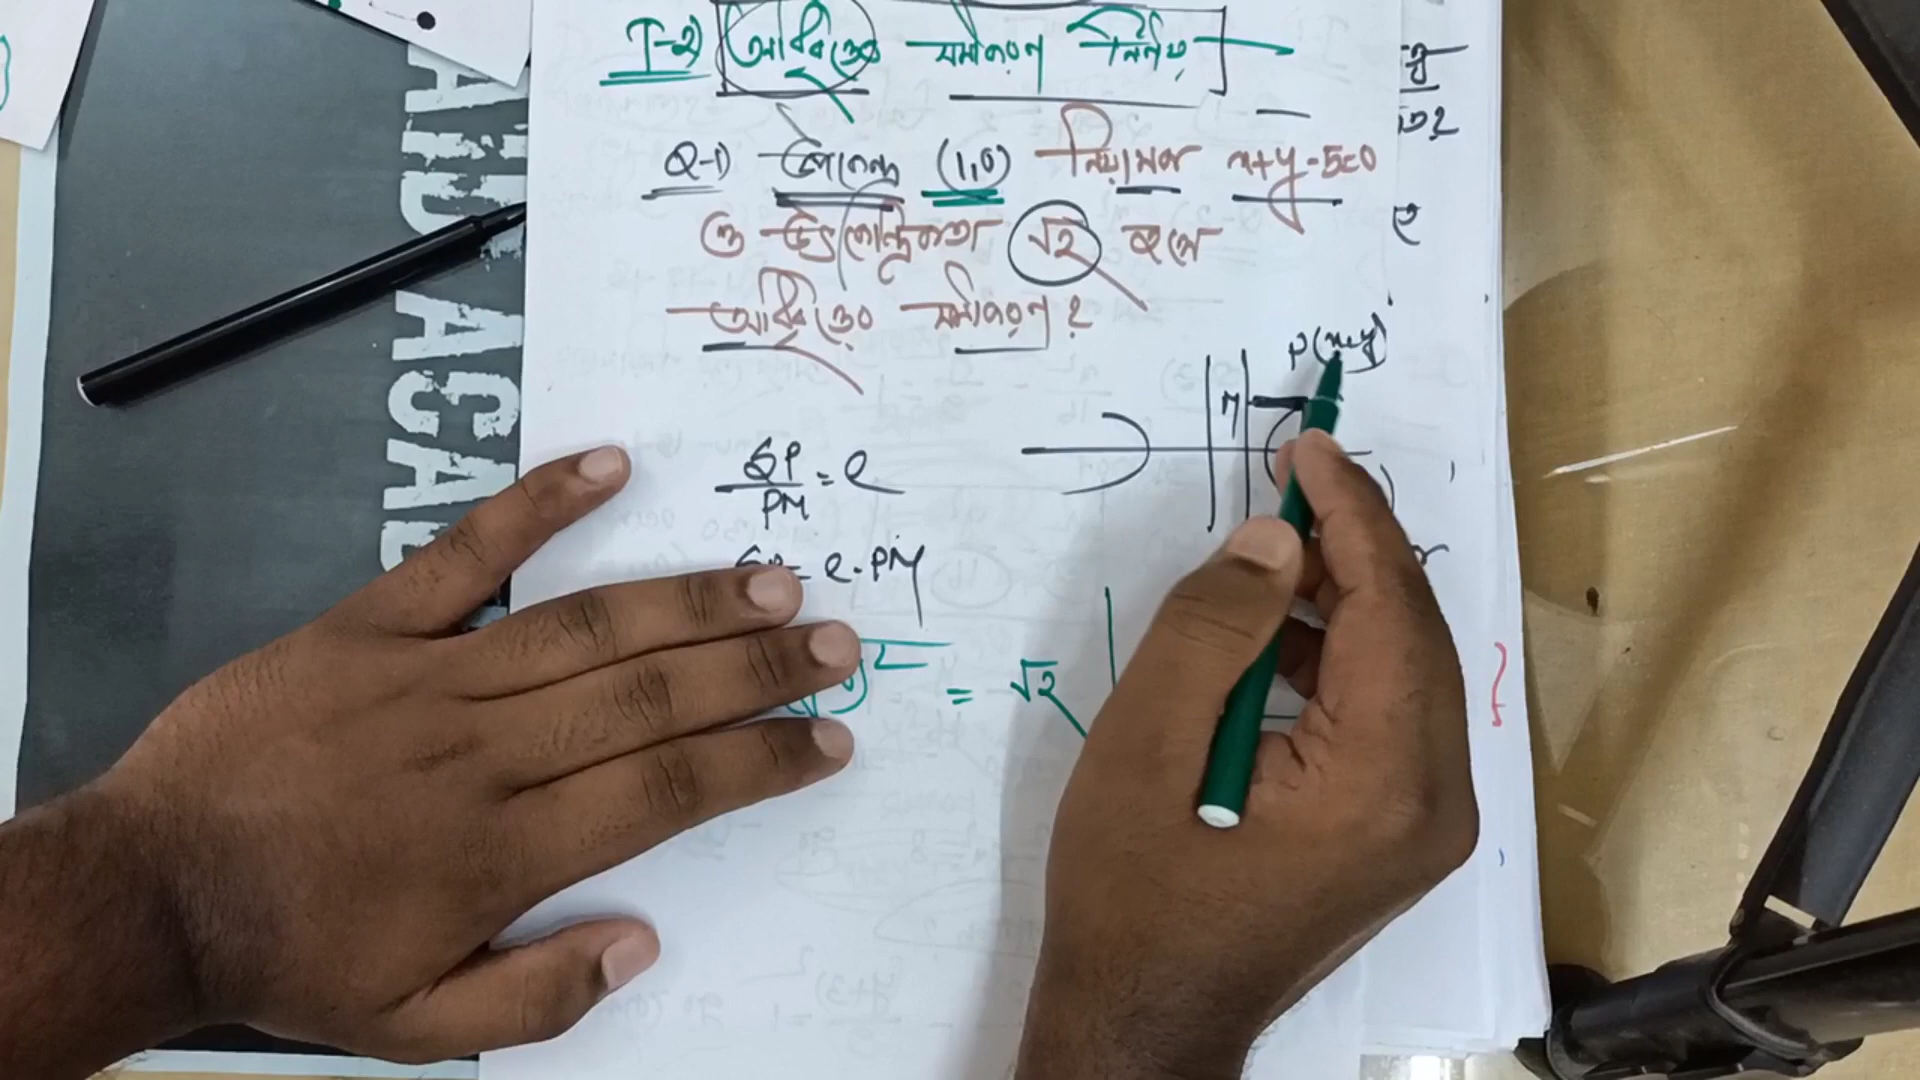 T-2) অধিবৃত্তের সমীকরণ নির্ণয়
Q-1) উপকেন্দ্র (1,0) নিয়ামক x+y-5=0
ও উৎকেন্দ্রিকতা √2 হলে
অধিবৃত্তের সমীকরণ?
P(x,y)
M
SP/PM = e
SP = e.PM
= √2